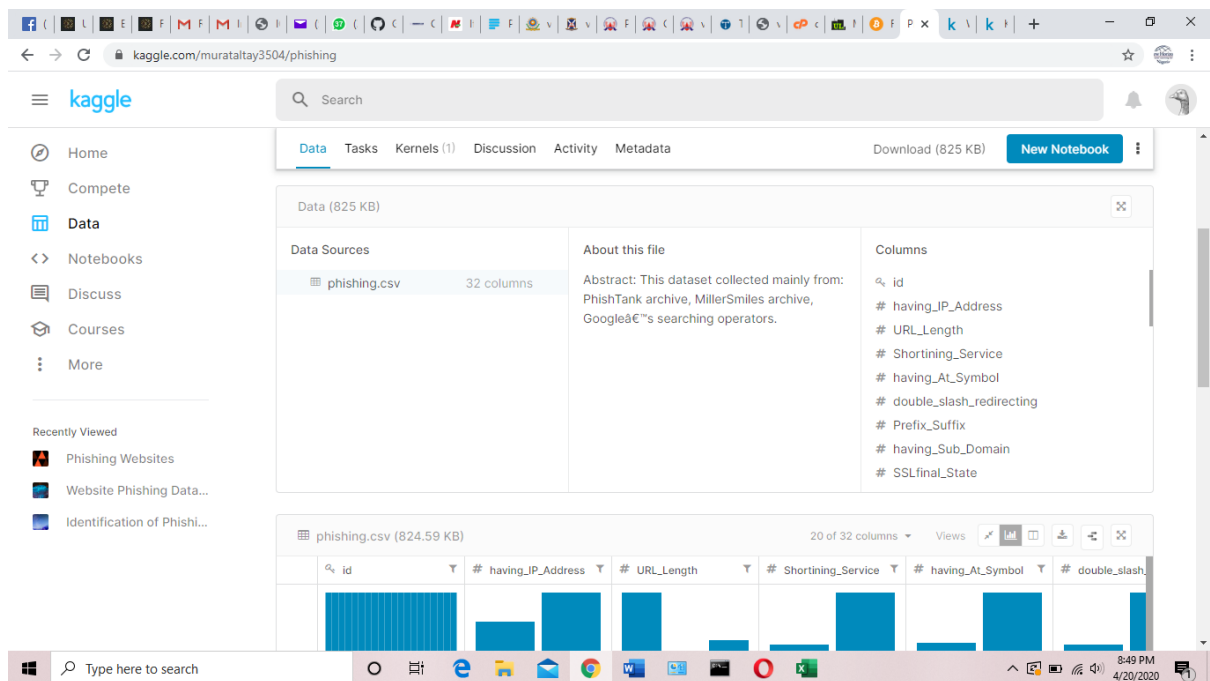 kaggle.com/murataltay3504/phishing
kaggle
Search
Home
Compete
Data
Notebooks
Discuss
Courses
More
Recently Viewed
Phishing Websites
Website Phishing Data...
Identification of Phishi...
Data Tasks Kernels (1) Discussion Activity Metadata Download (825 KB) New Notebook
Data (825 KB)
Data Sources
phishing.csv 32 columns
About this file
Abstract: This dataset collected mainly from:
PhishTank archive, MillerSmiles archive,
Googleâ€™s searching operators.
Columns
id
# having_IP_Address
# URL_Length
# Shortining_Service
# having_At_Symbol
# double_slash_redirecting
# Prefix_Suffix
# having_Sub_Domain
# SSLfinal_State
phishing.csv (824.59 KB) 20 of 32 columns Views
id # having_IP_Address # URL_Length # Shortining_Service # having_At_Symbol # double_slash_
Type here to search
8:49 PM
4/20/2020